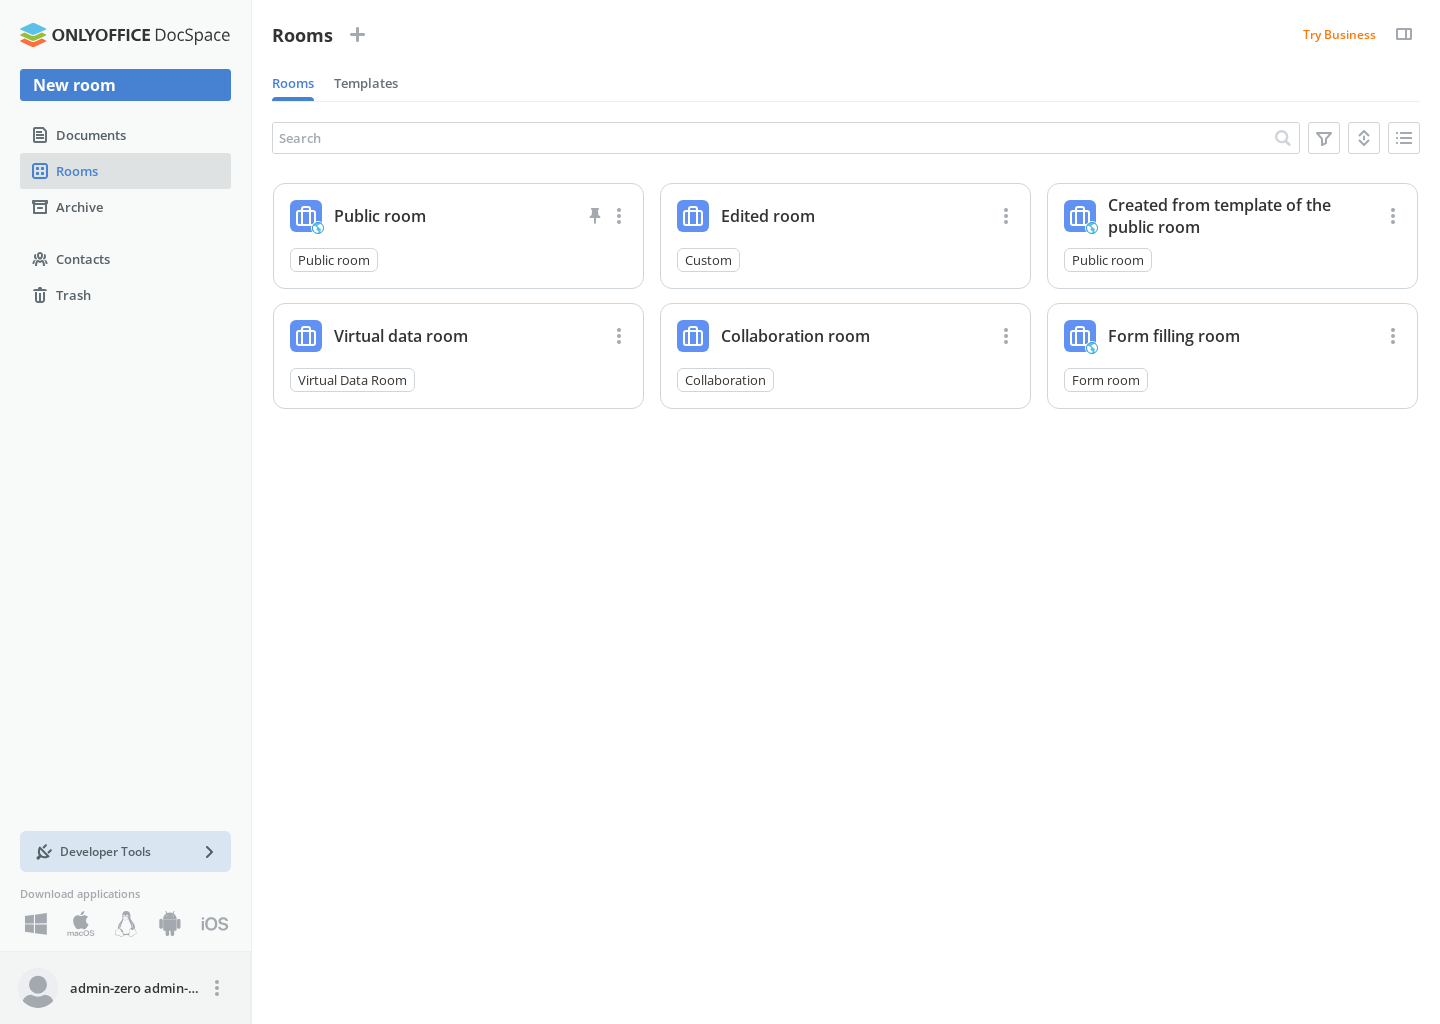 ONLYOFFICE DocSpace
New room
Documents
Rooms
Archive
Contacts
Trash
Developer Tools
Download applications
macOS
iOS
admin-zero admin-...
Rooms
Try Business
Rooms
Templates
Search
Public room
Public room
Edited room
Custom
Created from template of the
public room
Public room
Virtual data room
Virtual Data Room
Collaboration room
Collaboration
Form filling room
Form room